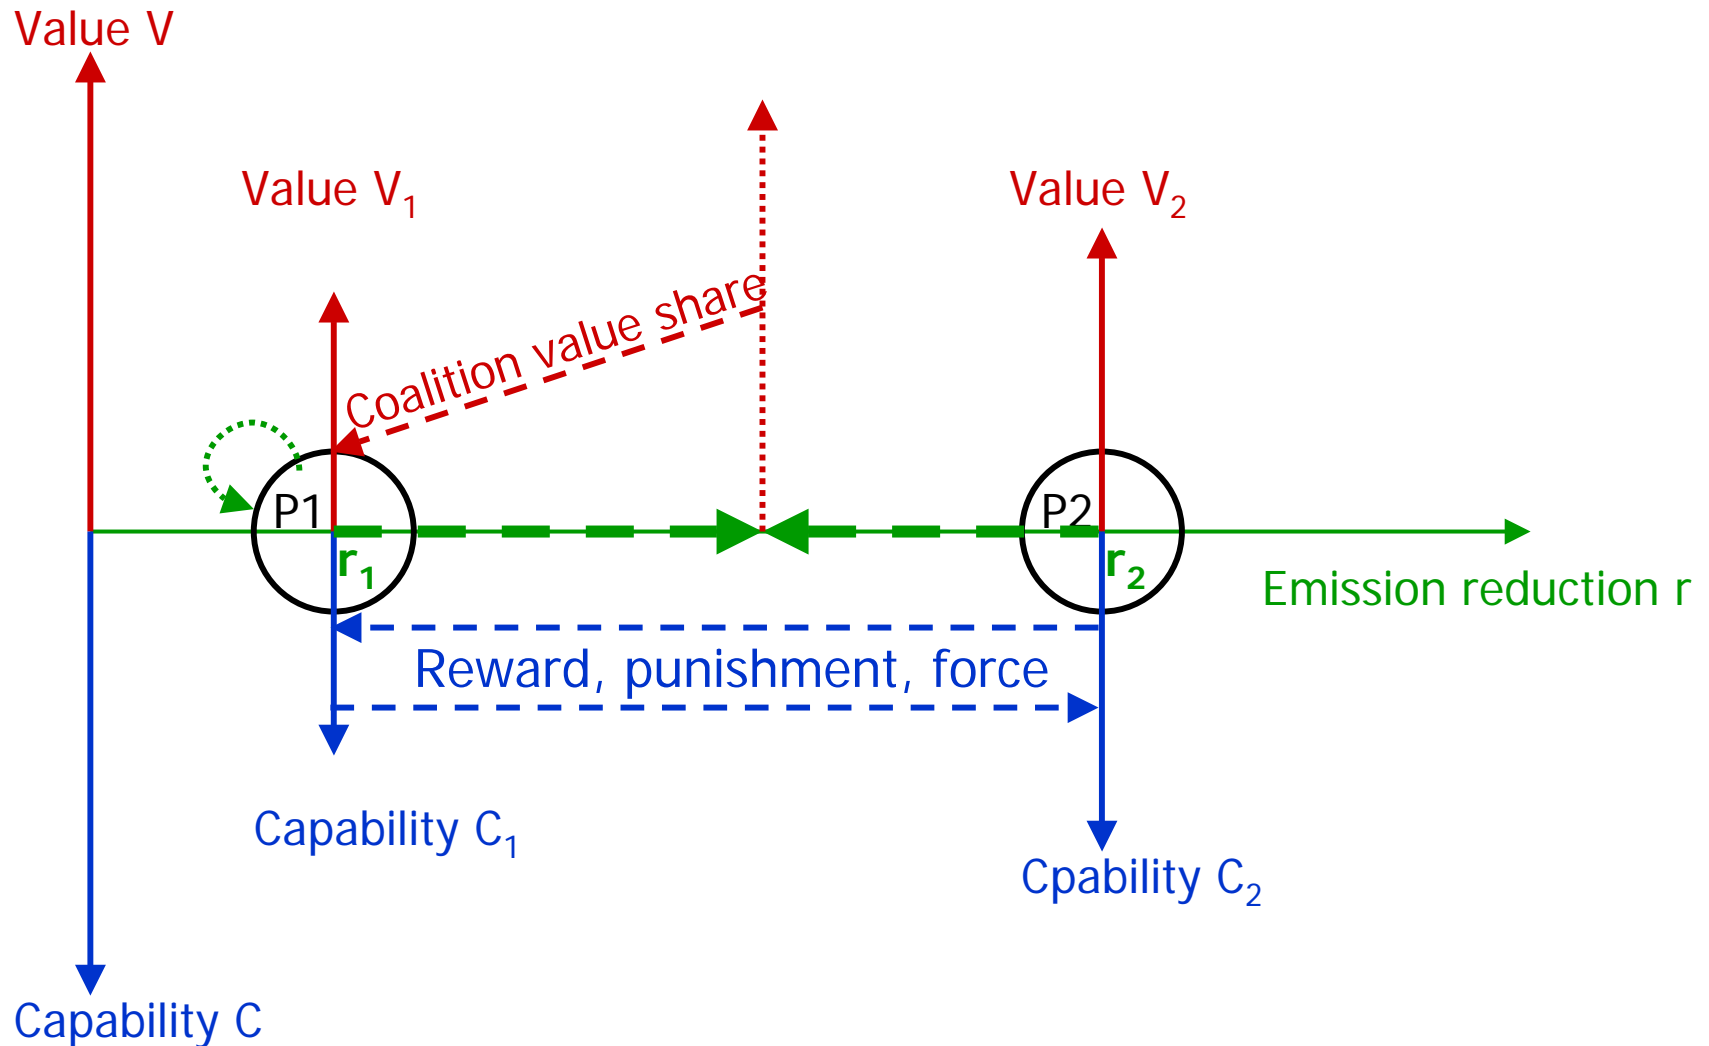 Value V
Value V₁
Value V₂
Coalition value share
P1
P2
r₁
r₂
Emission reduction r
Reward, punishment, force
Capability C₁
Cpability C₂
Capability C